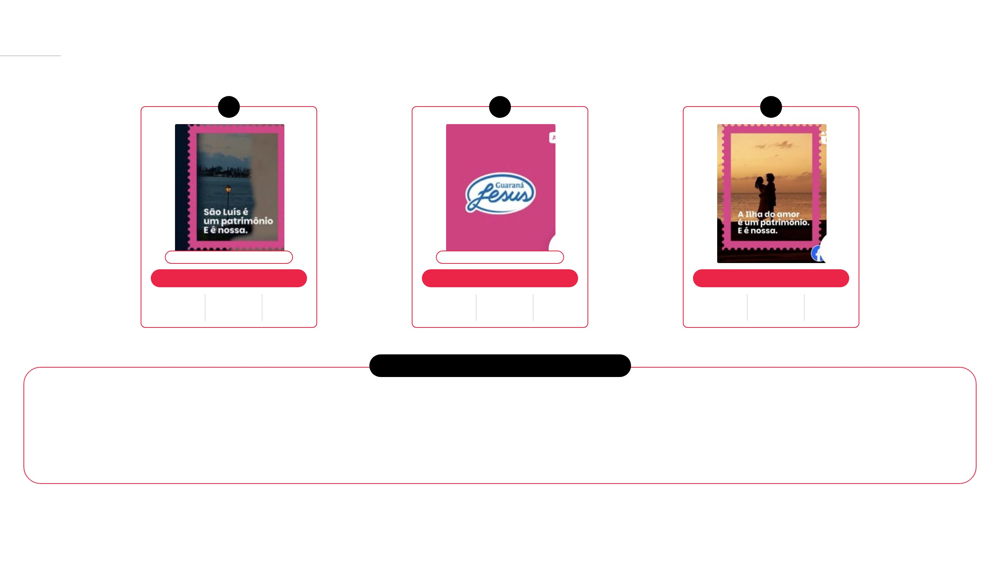 São Luís é
um patrimônio
E é nossa.
A
Guaraná
Jesus
A Ilha do amor
é um patrimônio.
E é nossa.